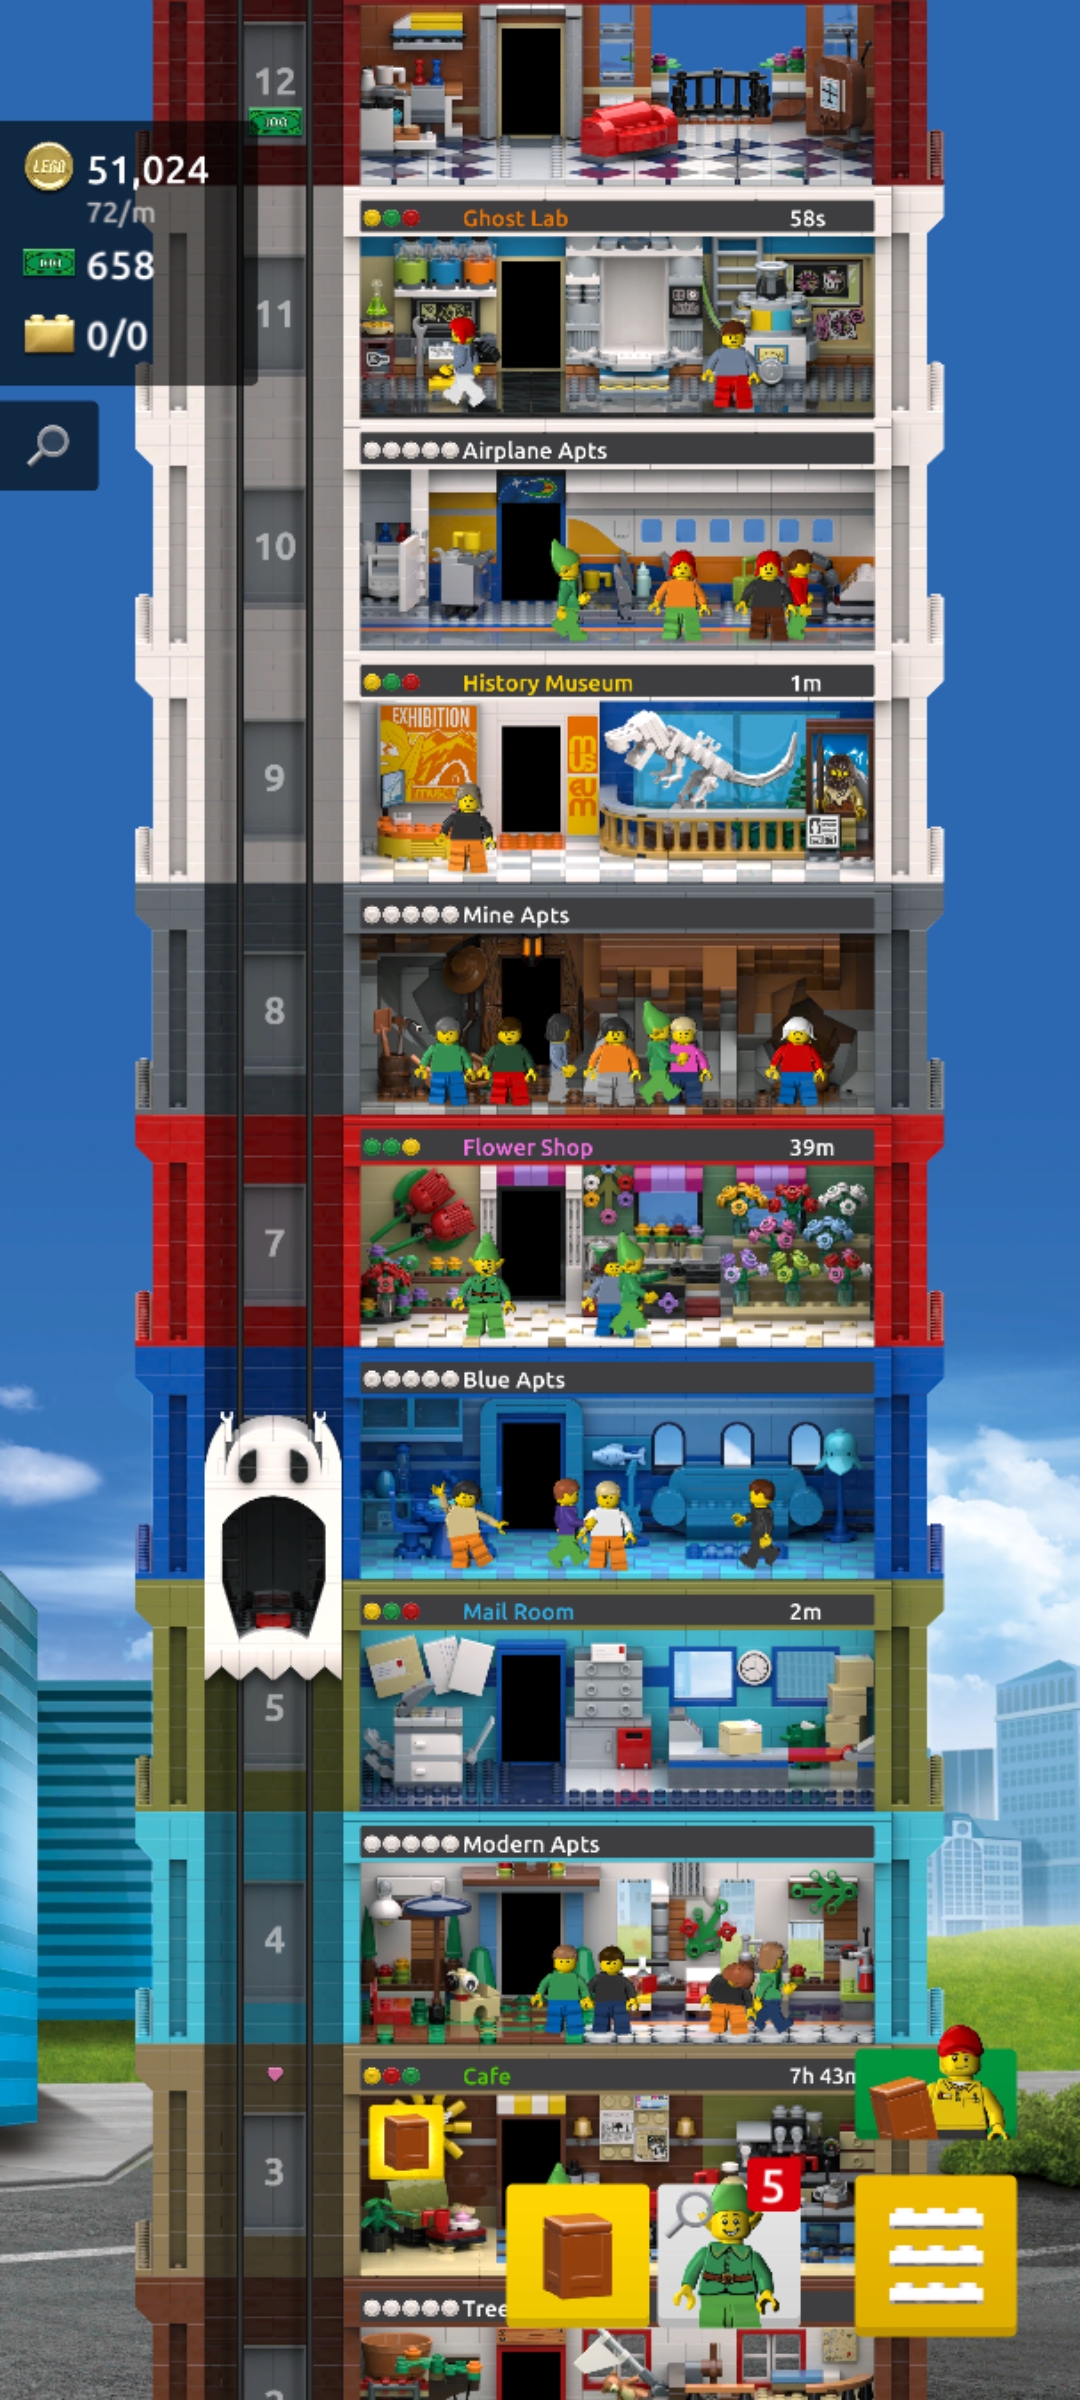 12
100
LEGO 51,024
72/m
658
0/0
Ghost Lab 58s
11
Airplane Apts
10
History Museum 1m
EXHIBITION
museum
9
Mine Apts
8
Flower Shop 39m
7
Blue Apts
Mail Room 2m
5
Modern Apts
4
Cafe 7h 43m
3
5
Tree